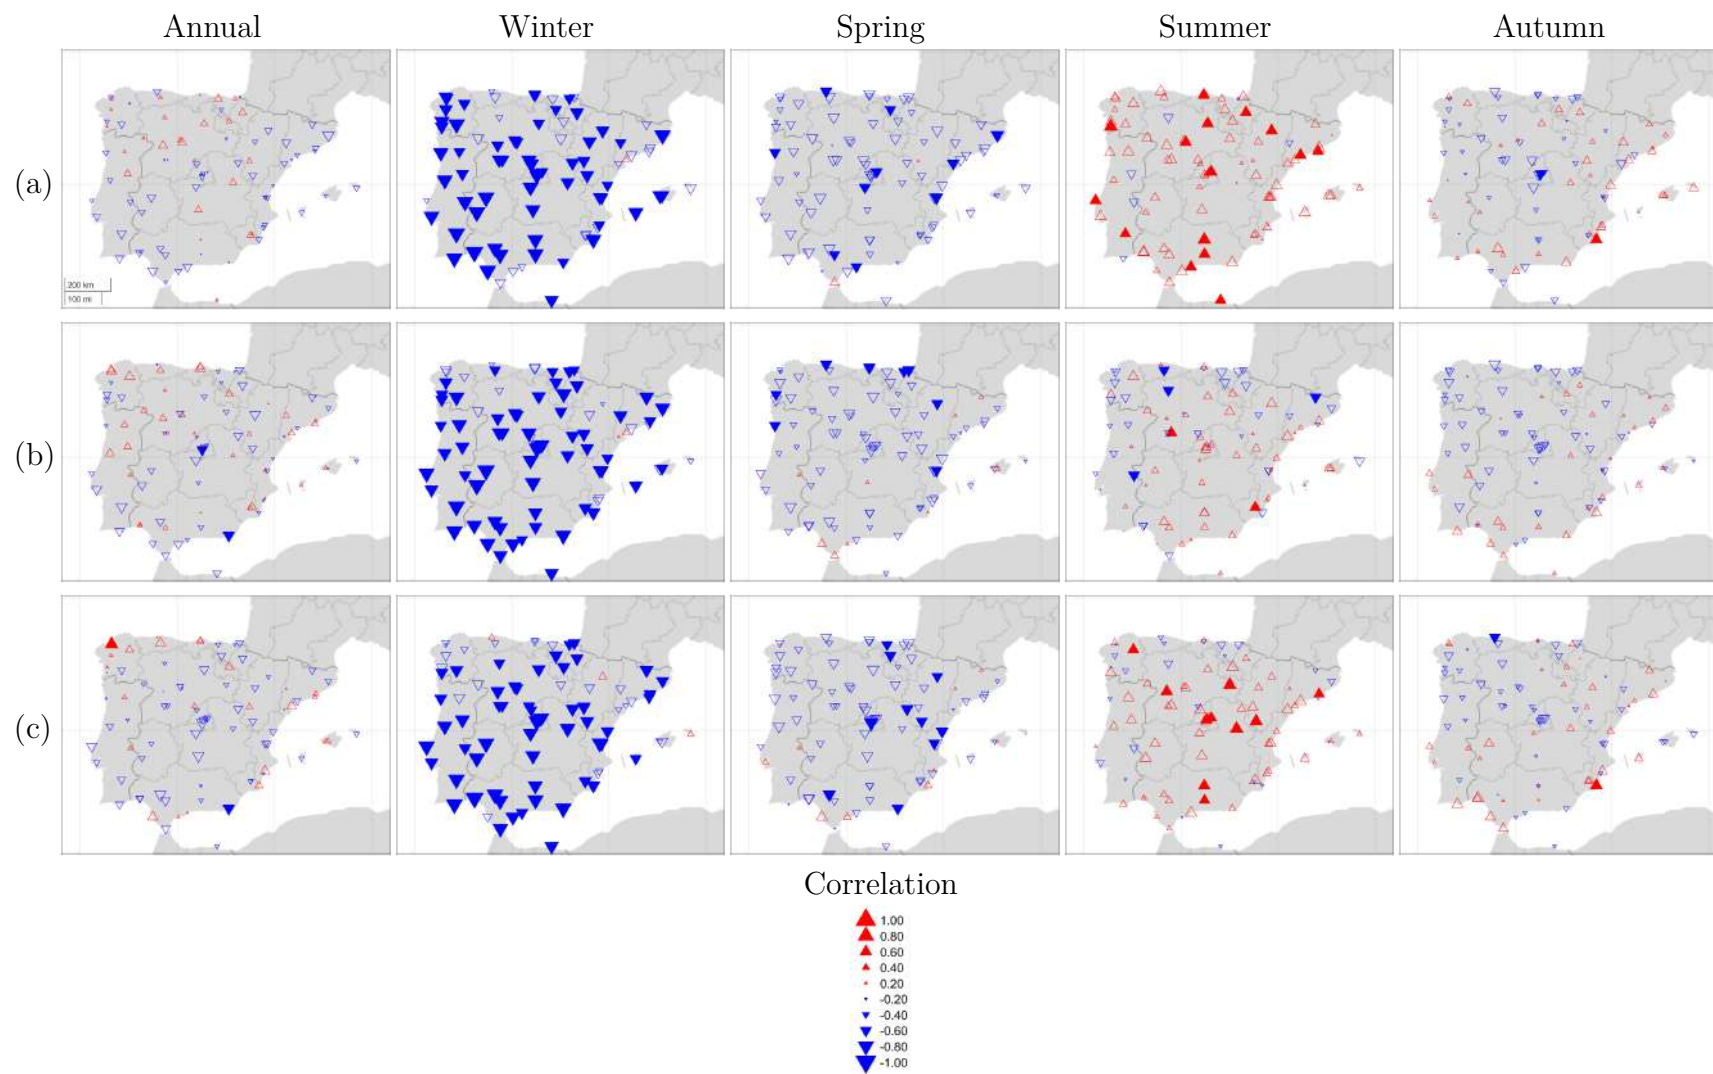 Annual Winter Spring Summer Autumn
(a)
200 km
100 mi
(b)
(c)
Correlation
1.00
0.80
0.60
0.40
0.20
-0.20
-0.40
-0.60
-0.80
-1.00